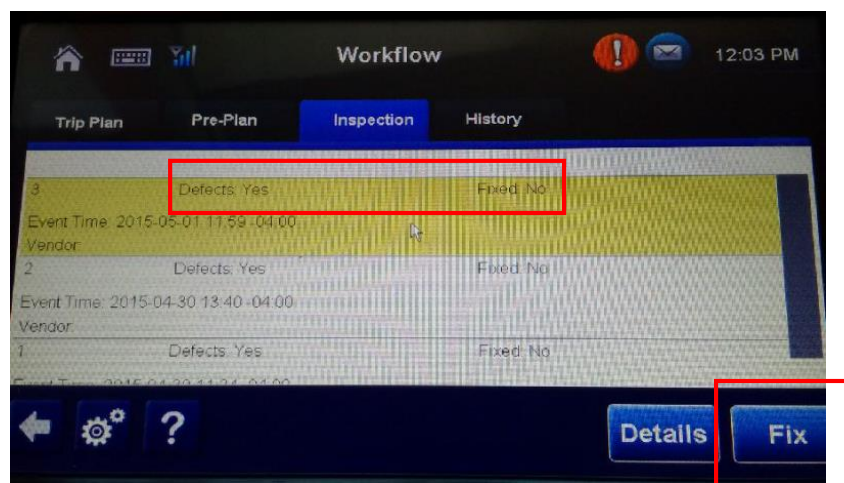 Workflow
12:03 PM
Trip Plan Pre-Plan Inspection History
3 Defects: Yes Fixed: No
Event Time: 2015-05-01 11:59 -04:00
Vendor:
2 Defects: Yes Fixed: No
Event Time: 2015-04-30 13:40 -04:00
Vendor:
1 Defects: Yes Fixed: No
? Details Fix